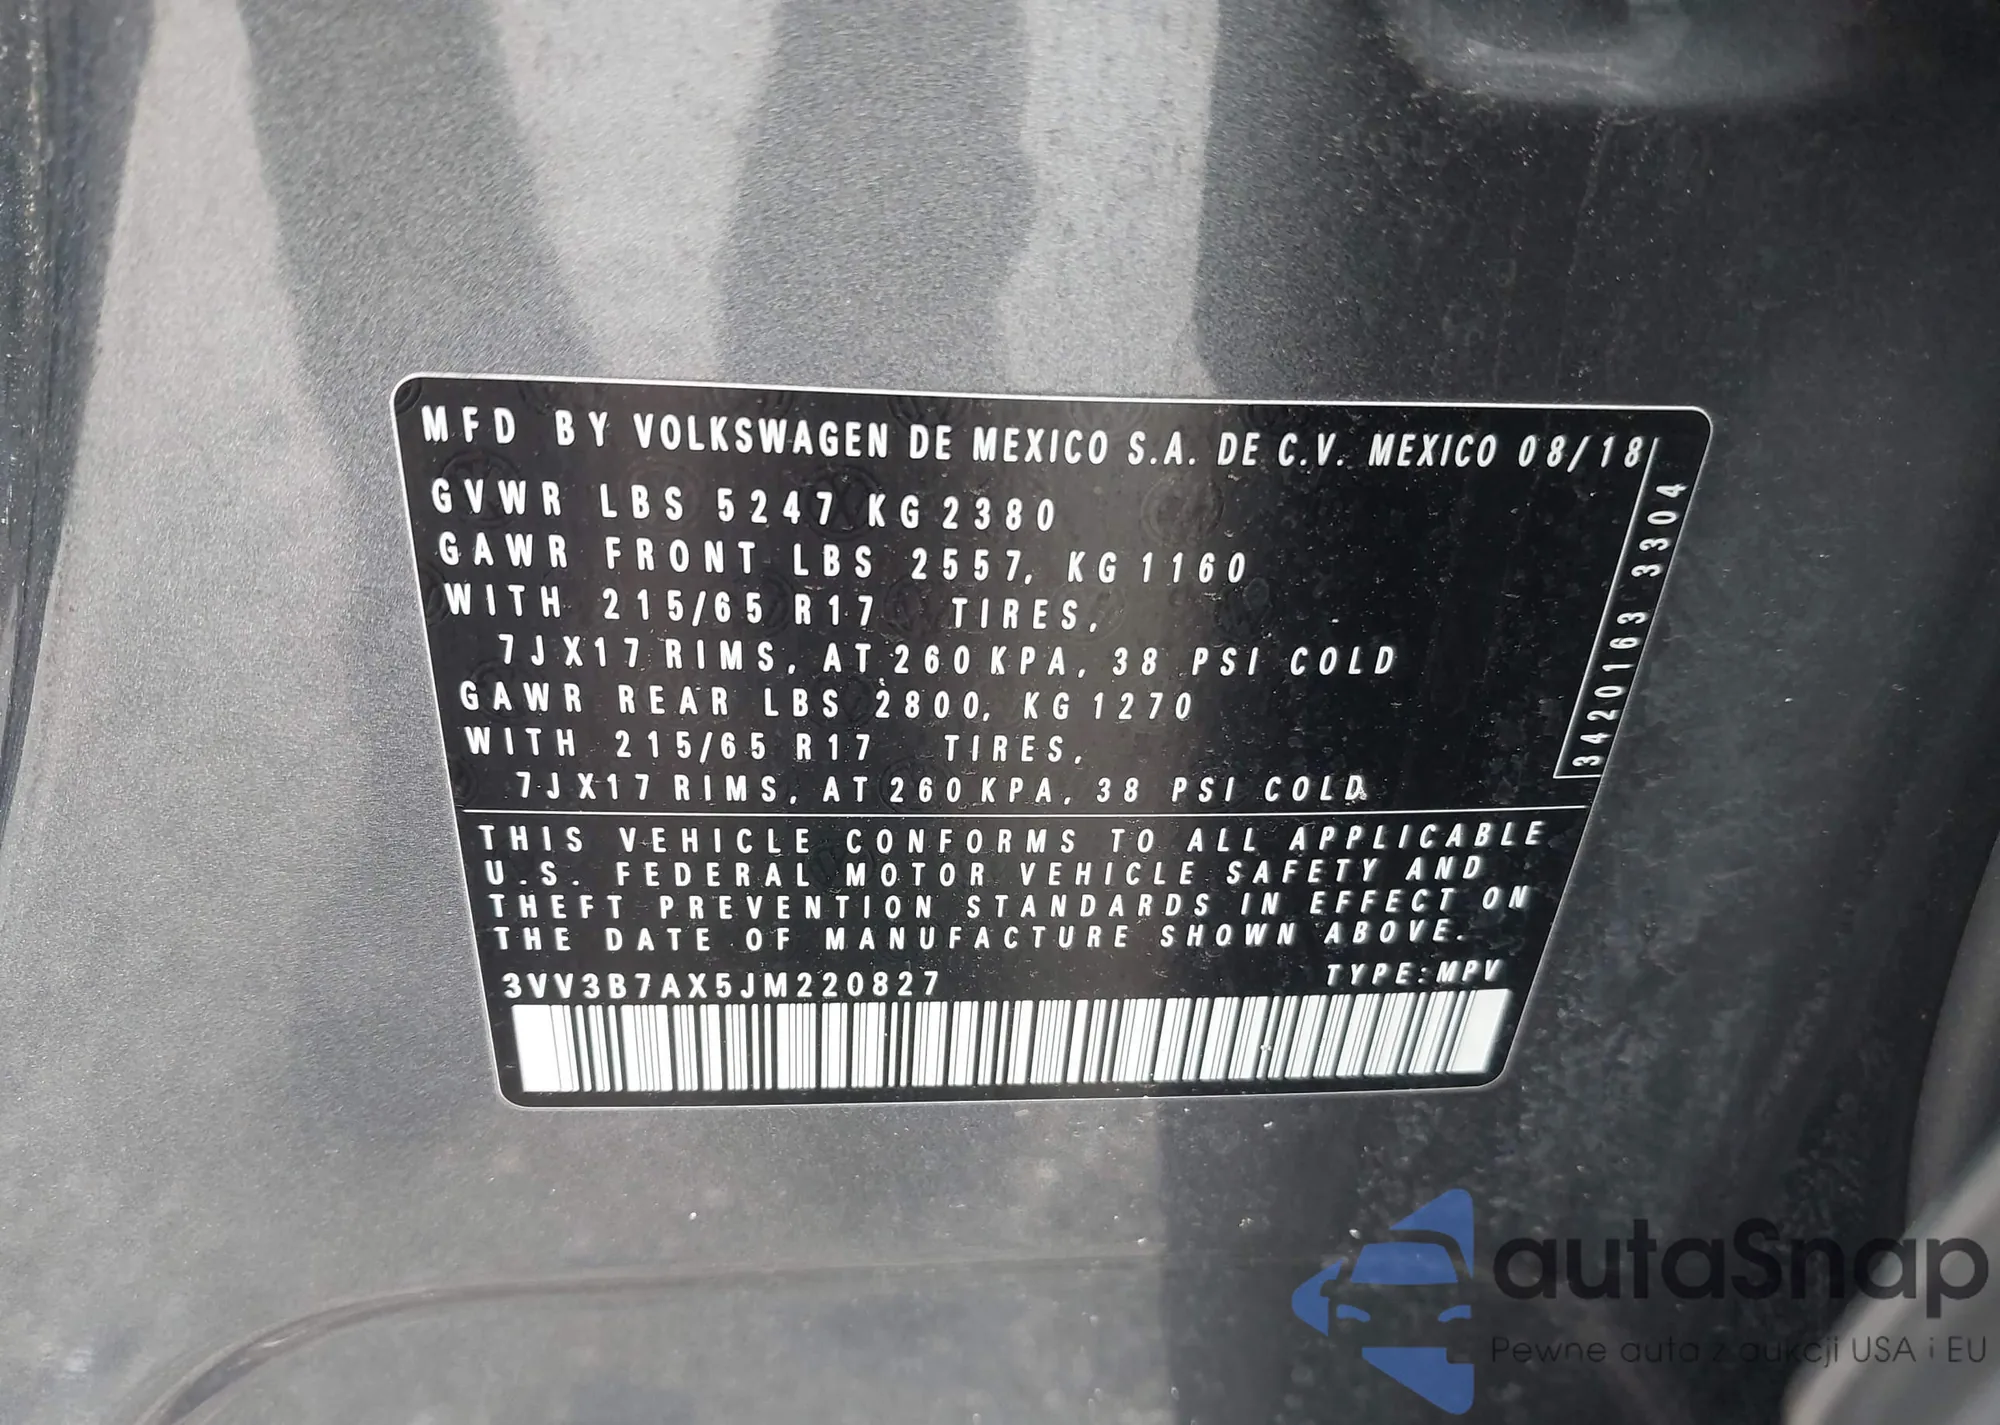 MFD BY VOLKSWAGEN DE MEXICO S.A. DE C.V. MEXICO 08/18
GVWR LBS 5247 KG 2380
GAWR FRONT LBS 2557, KG 1160
WITH 215/65 R17 TIRES,
7JX17 RIMS, AT 260 KPA, 38 PSI COLD
GAWR REAR LBS 2800, KG 1270
WITH 215/65 R17 TIRES,
7JX17 RIMS, AT 260 KPA, 38 PSI COLD
3420163 3304
THIS VEHICLE CONFORMS TO ALL APPLICABLE
U.S. FEDERAL MOTOR VEHICLE SAFETY AND
THEFT PREVENTION STANDARDS IN EFFECT ON
THE DATE OF MANUFACTURE SHOWN ABOVE.
3VV3B7AX5JM220827 TYPE:MPV
autaSnap
Pewne auta z aukcji USA i EU